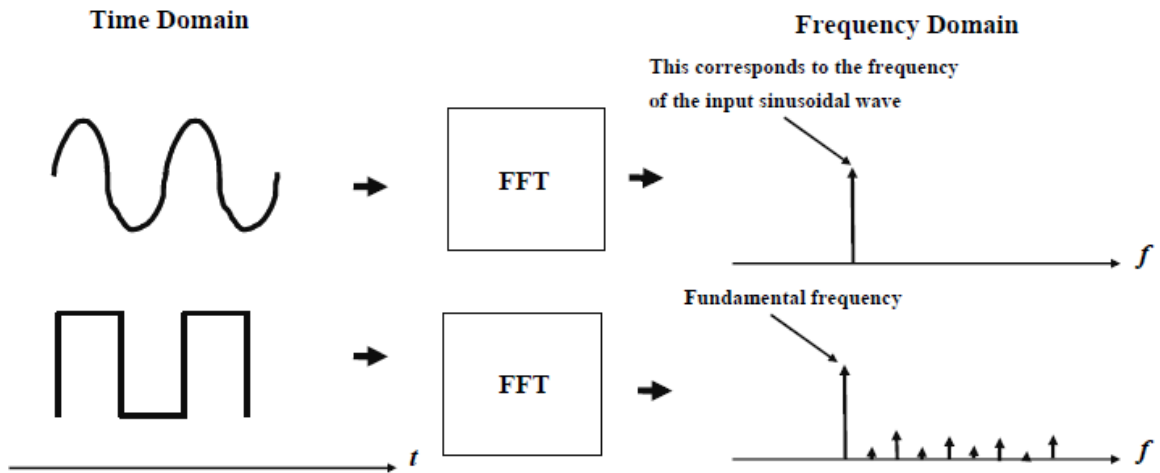 Time Domain
Frequency Domain
This corresponds to the frequency
of the input sinusoidal wave
FFT
f
Fundamental frequency
FFT
t
f